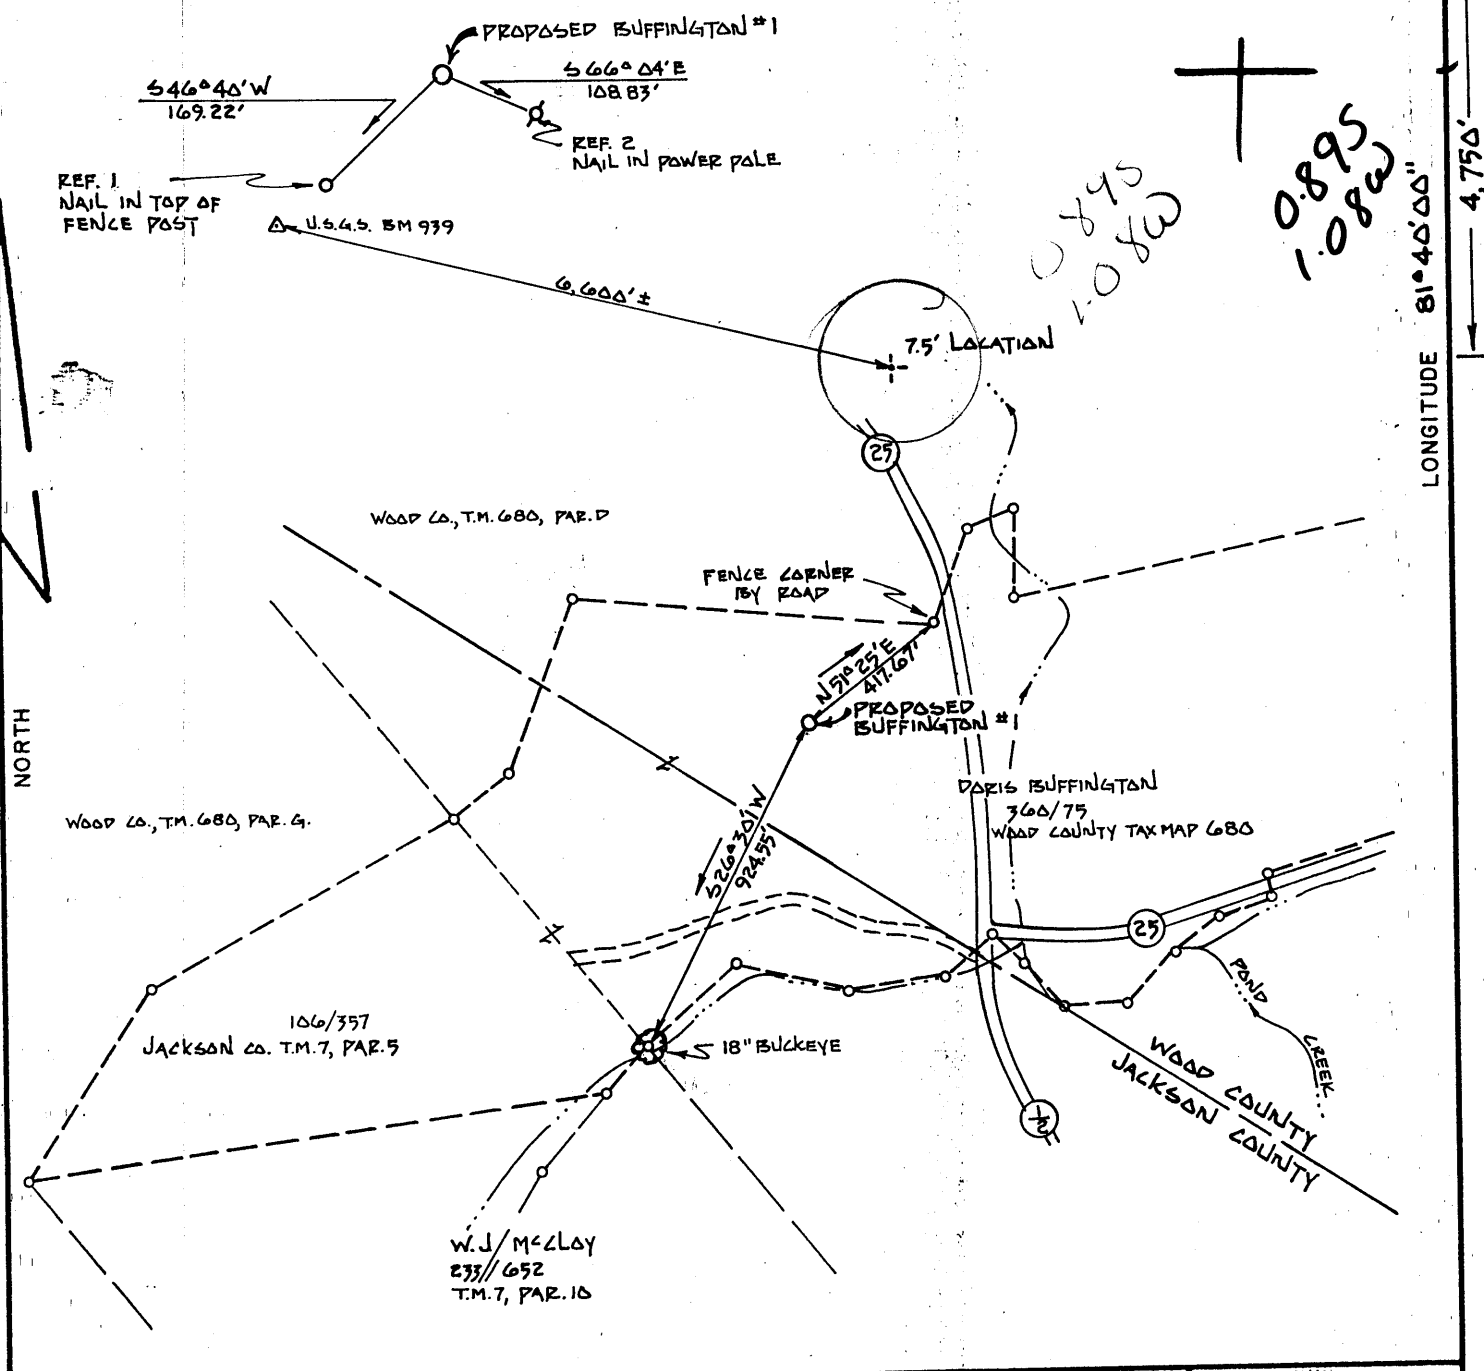 PROPOSED BUFFINGTON #1
S46°40'W
169.22'
S66°04'E
108.83'
REF. 2
NAIL IN POWER POLE
REF. 1
NAIL IN TOP OF
FENCE POST
U.S.G.S. BM 939
6,600'±
7.5' LOCATION
0.895
1.08W
0.895
1.08W
LONGITUDE 81°40'00"
4,750'
25
WOOD CO., T.M. 680, PAR. D
FENCE CORNER
BY ROAD
N51°25'E
417.67'
PROPOSED
BUFFINGTON #1
NORTH
DORIS BUFFINGTON
360/75
WOOD COUNTY TAX MAP 680
WOOD CO., T.M. 680, PAR. G.
S26°30'W
924.55'
25
POND
CREEK
106/357
JACKSON CO. T.M. 7, PAR. 5
18" BUCKEYE
WOOD COUNTY
JACKSON COUNTY
1/2
W.J. McCLOY
233/652
T.M. 7, PAR. 10